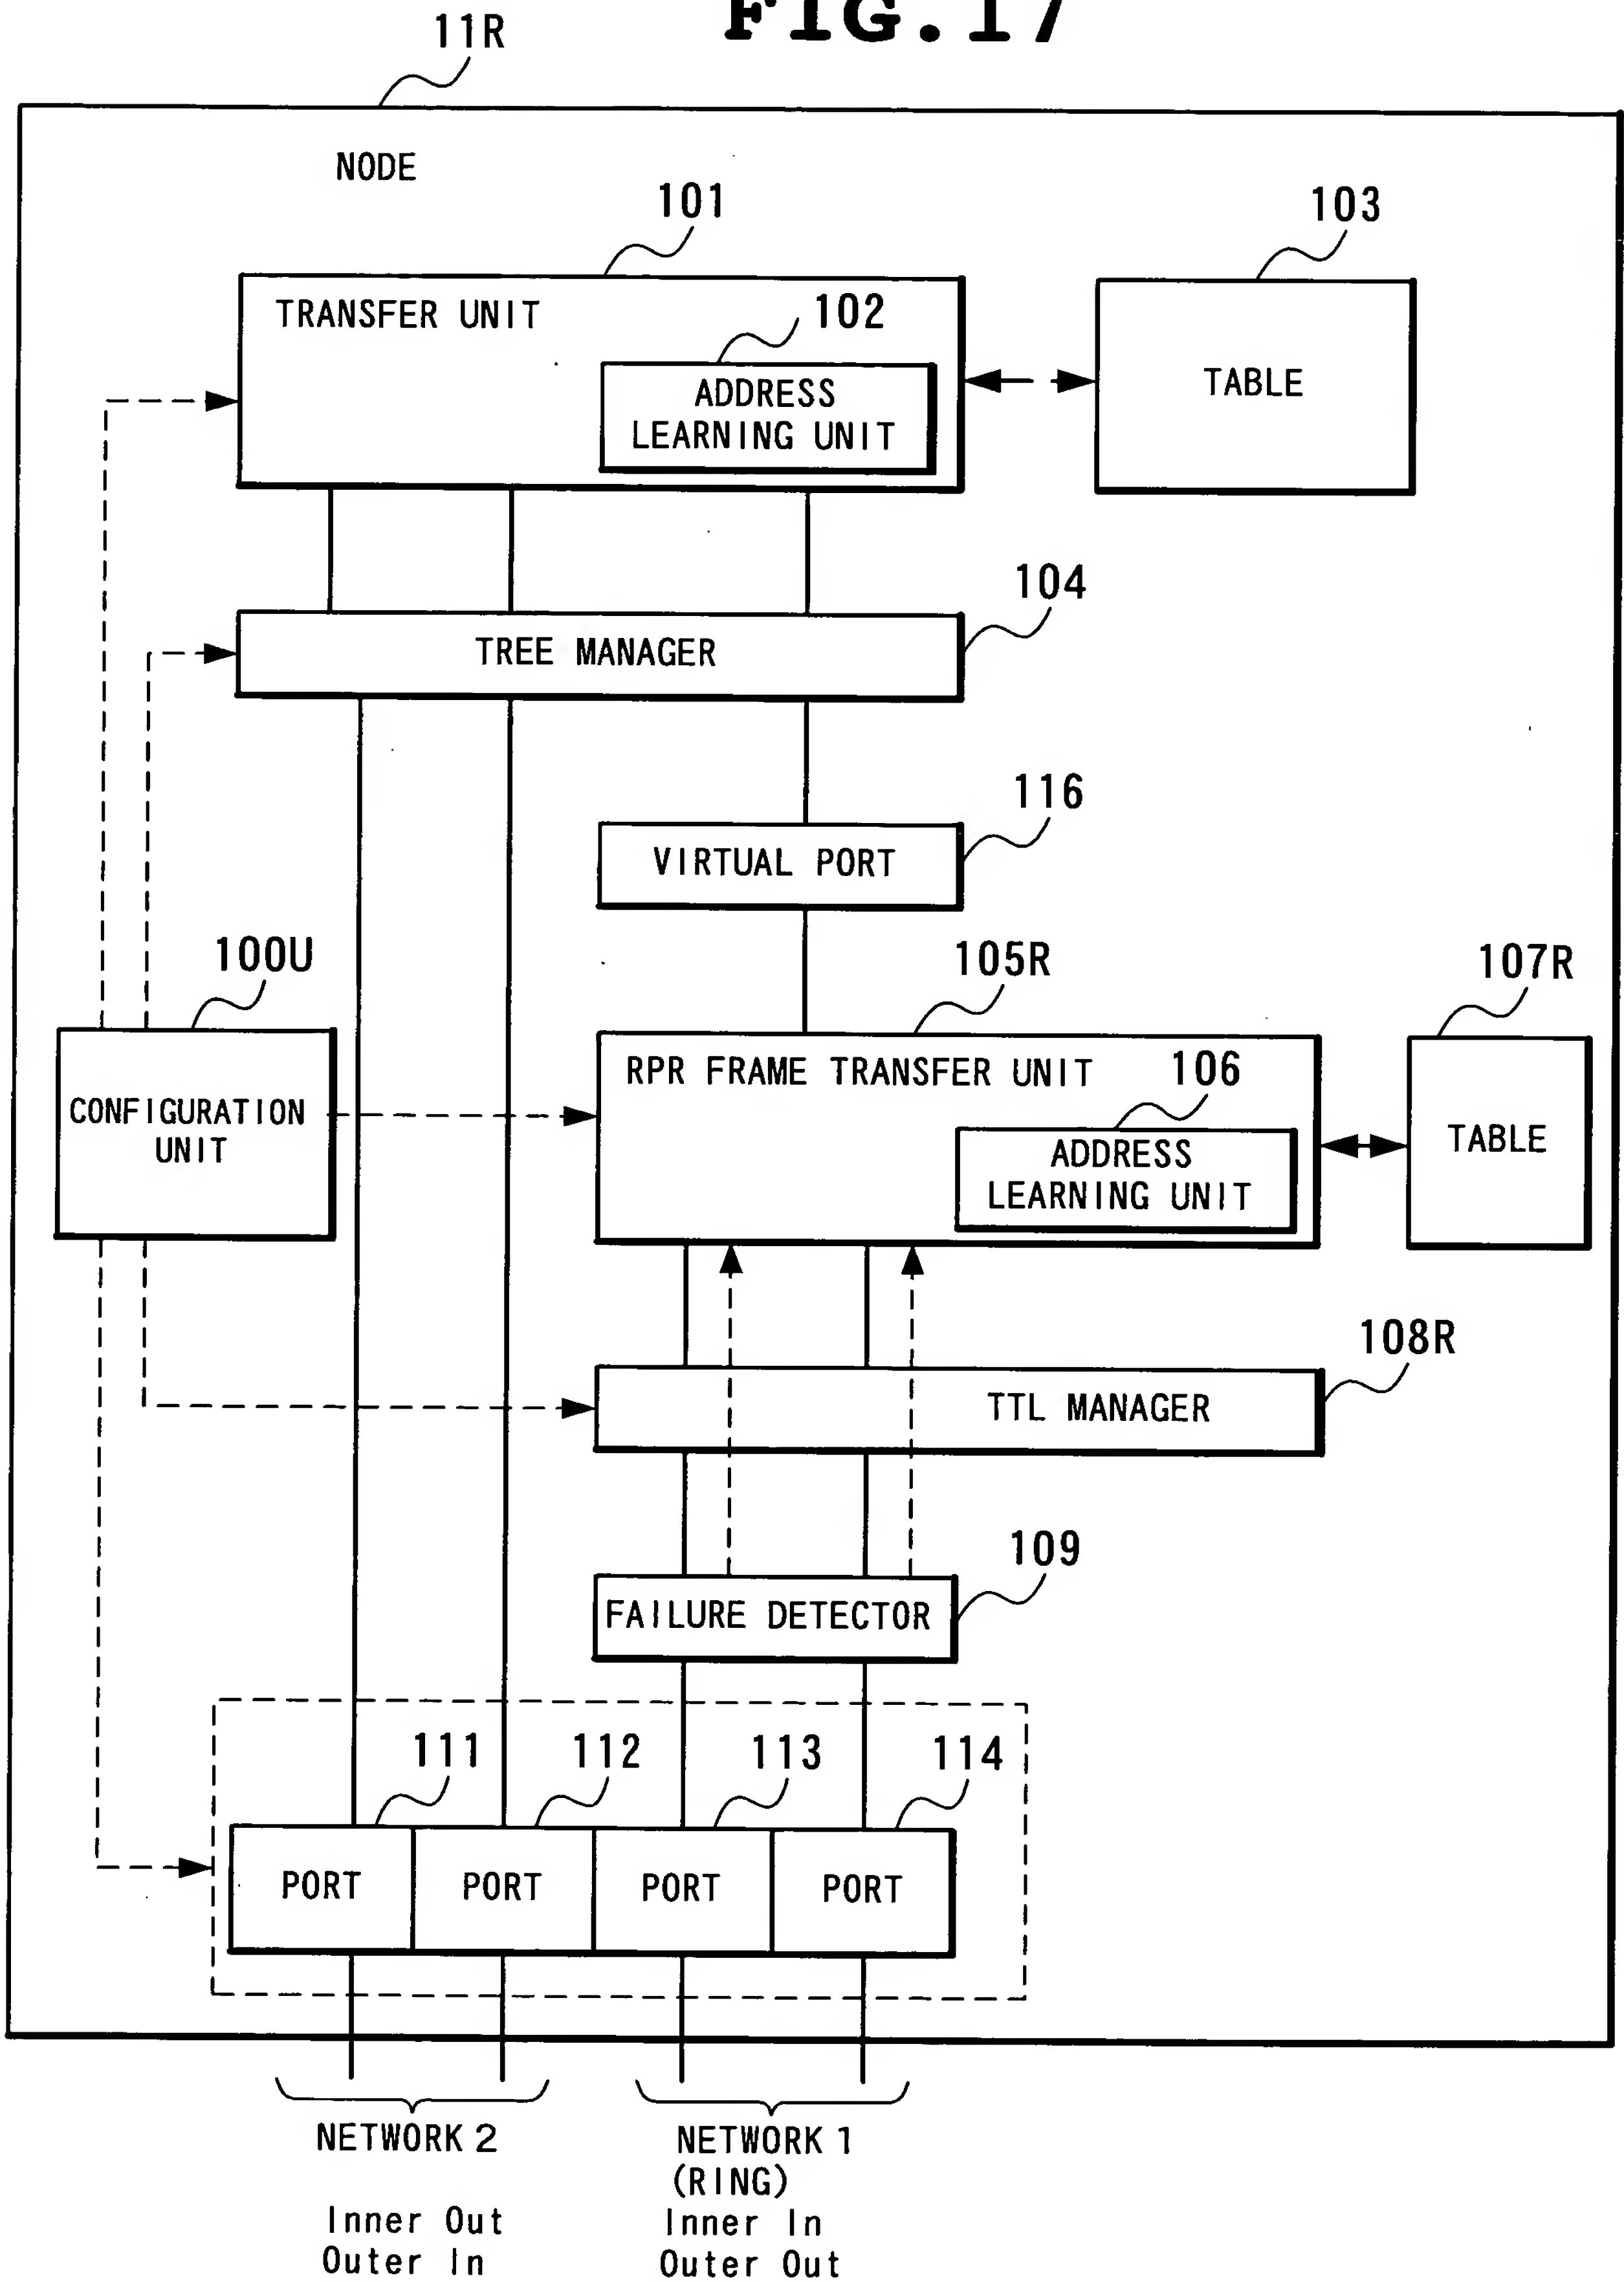 FIG.17
11R
NODE
101
103
TRANSFER UNIT
102
ADDRESS
LEARNING UNIT
TABLE
104
TREE MANAGER
116
VIRTUAL PORT
100U
105R
107R
CONFIGURATION
UNIT
RPR FRAME TRANSFER UNIT
106
ADDRESS
LEARNING UNIT
TABLE
108R
TTL MANAGER
109
FAILURE DETECTOR
111
112
113
114
PORT
PORT
PORT
PORT
NETWORK 2
NETWORK 1
(RING)
Inner Out
Outer In
Inner In
Outer Out